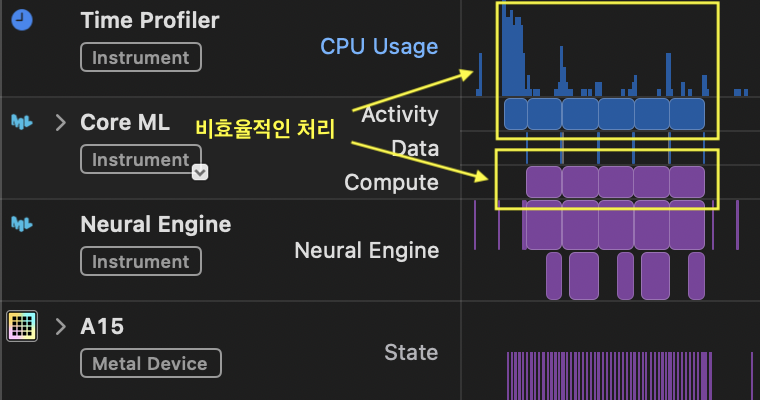 Time Profiler
Instrument
CPU Usage
Core ML
Instrument
비효율적인 처리
Activity
Data
Compute
Neural Engine
Instrument
Neural Engine
A15
Metal Device
State